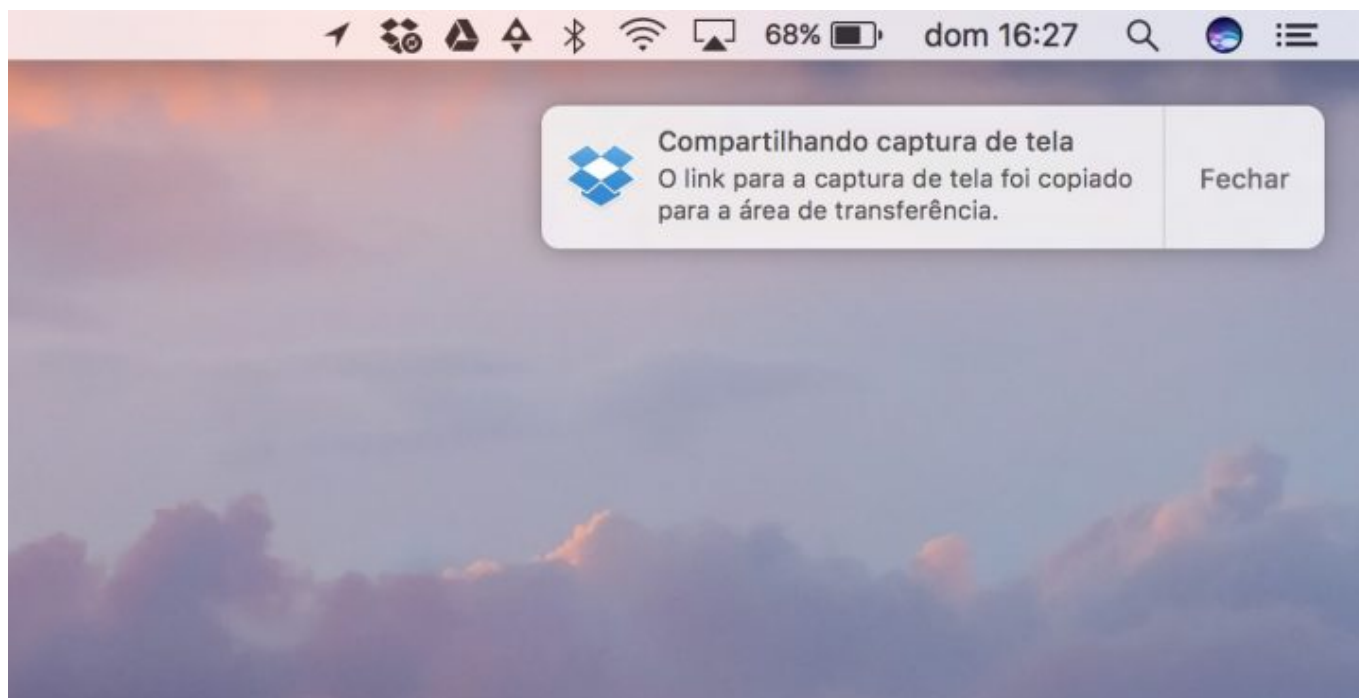 68% dom 16:27
Compartilhando captura de tela
O link para a captura de tela foi copiado
para a área de transferência.
Fechar